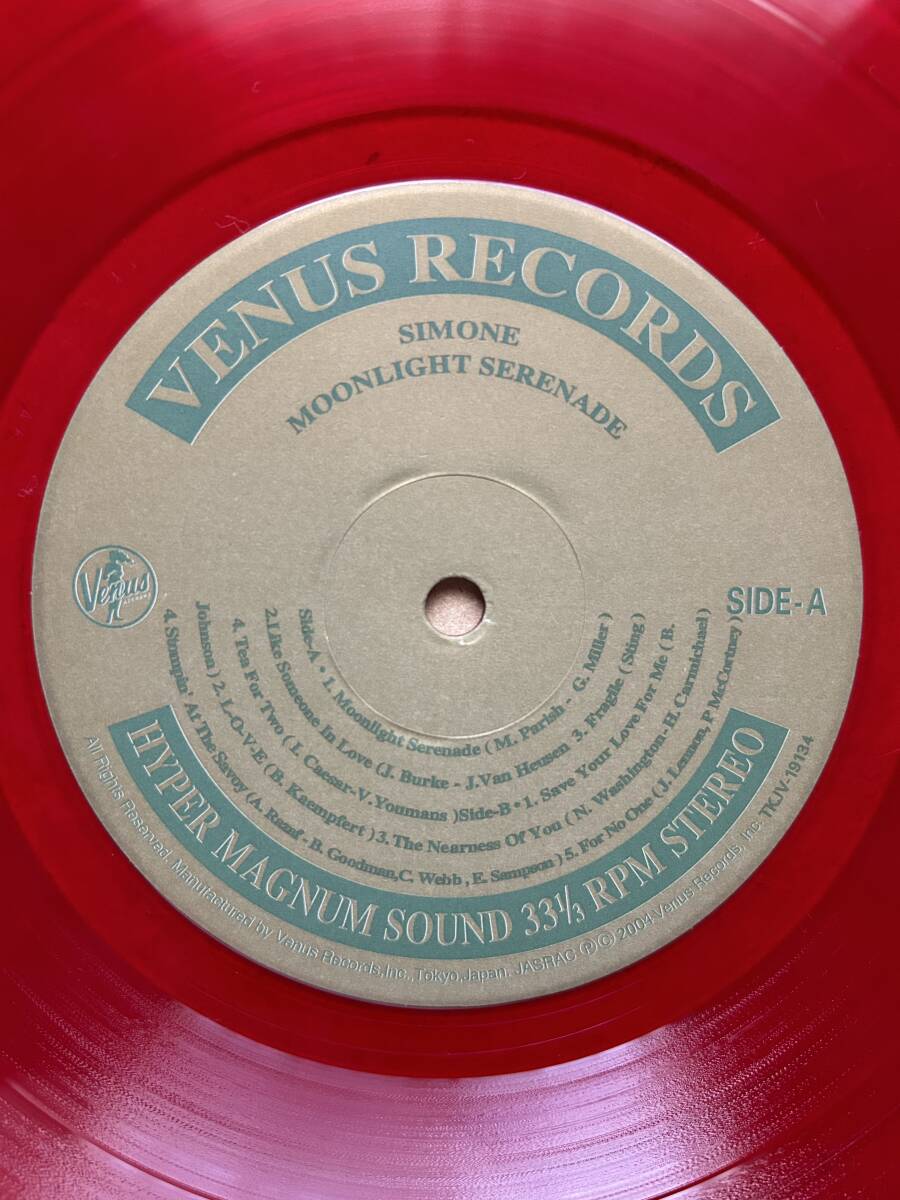 VENUS RECORDS
SIMONE
MOONLIGHT SERENADE
Venus
SIDE-A
Side-A • 1. Moonlight Serenade ( M. Parish - G. Miller )
2.Like Someone In Love (J. Burke - J.Van Heusen 3. Fragile ( Sting )
4. Tea For Two ( I. Caesar-V. Youmans )Side-B • 1. Save Your Love For Me ( B.
Johnson ) 2. L-O-V-E (B. Kaempfert ) 3. The Nearness Of You ( N. Washington-H. Carmichael)
4. Stompin' At The Savoy ( A. Razaf - B. Goodman,C. Webb, E. Sampson ) 5. For No One ( J. Lennon, P. McCortney )
HYPER MAGNUM SOUND 33⅓ RPM STEREO
All Rights Reserved. Manufactured by Venus Records,Inc.,Tokyo,Japan. JASRAC ⓟⓒ 2004 Venus Records, Inc. TKJV-19134